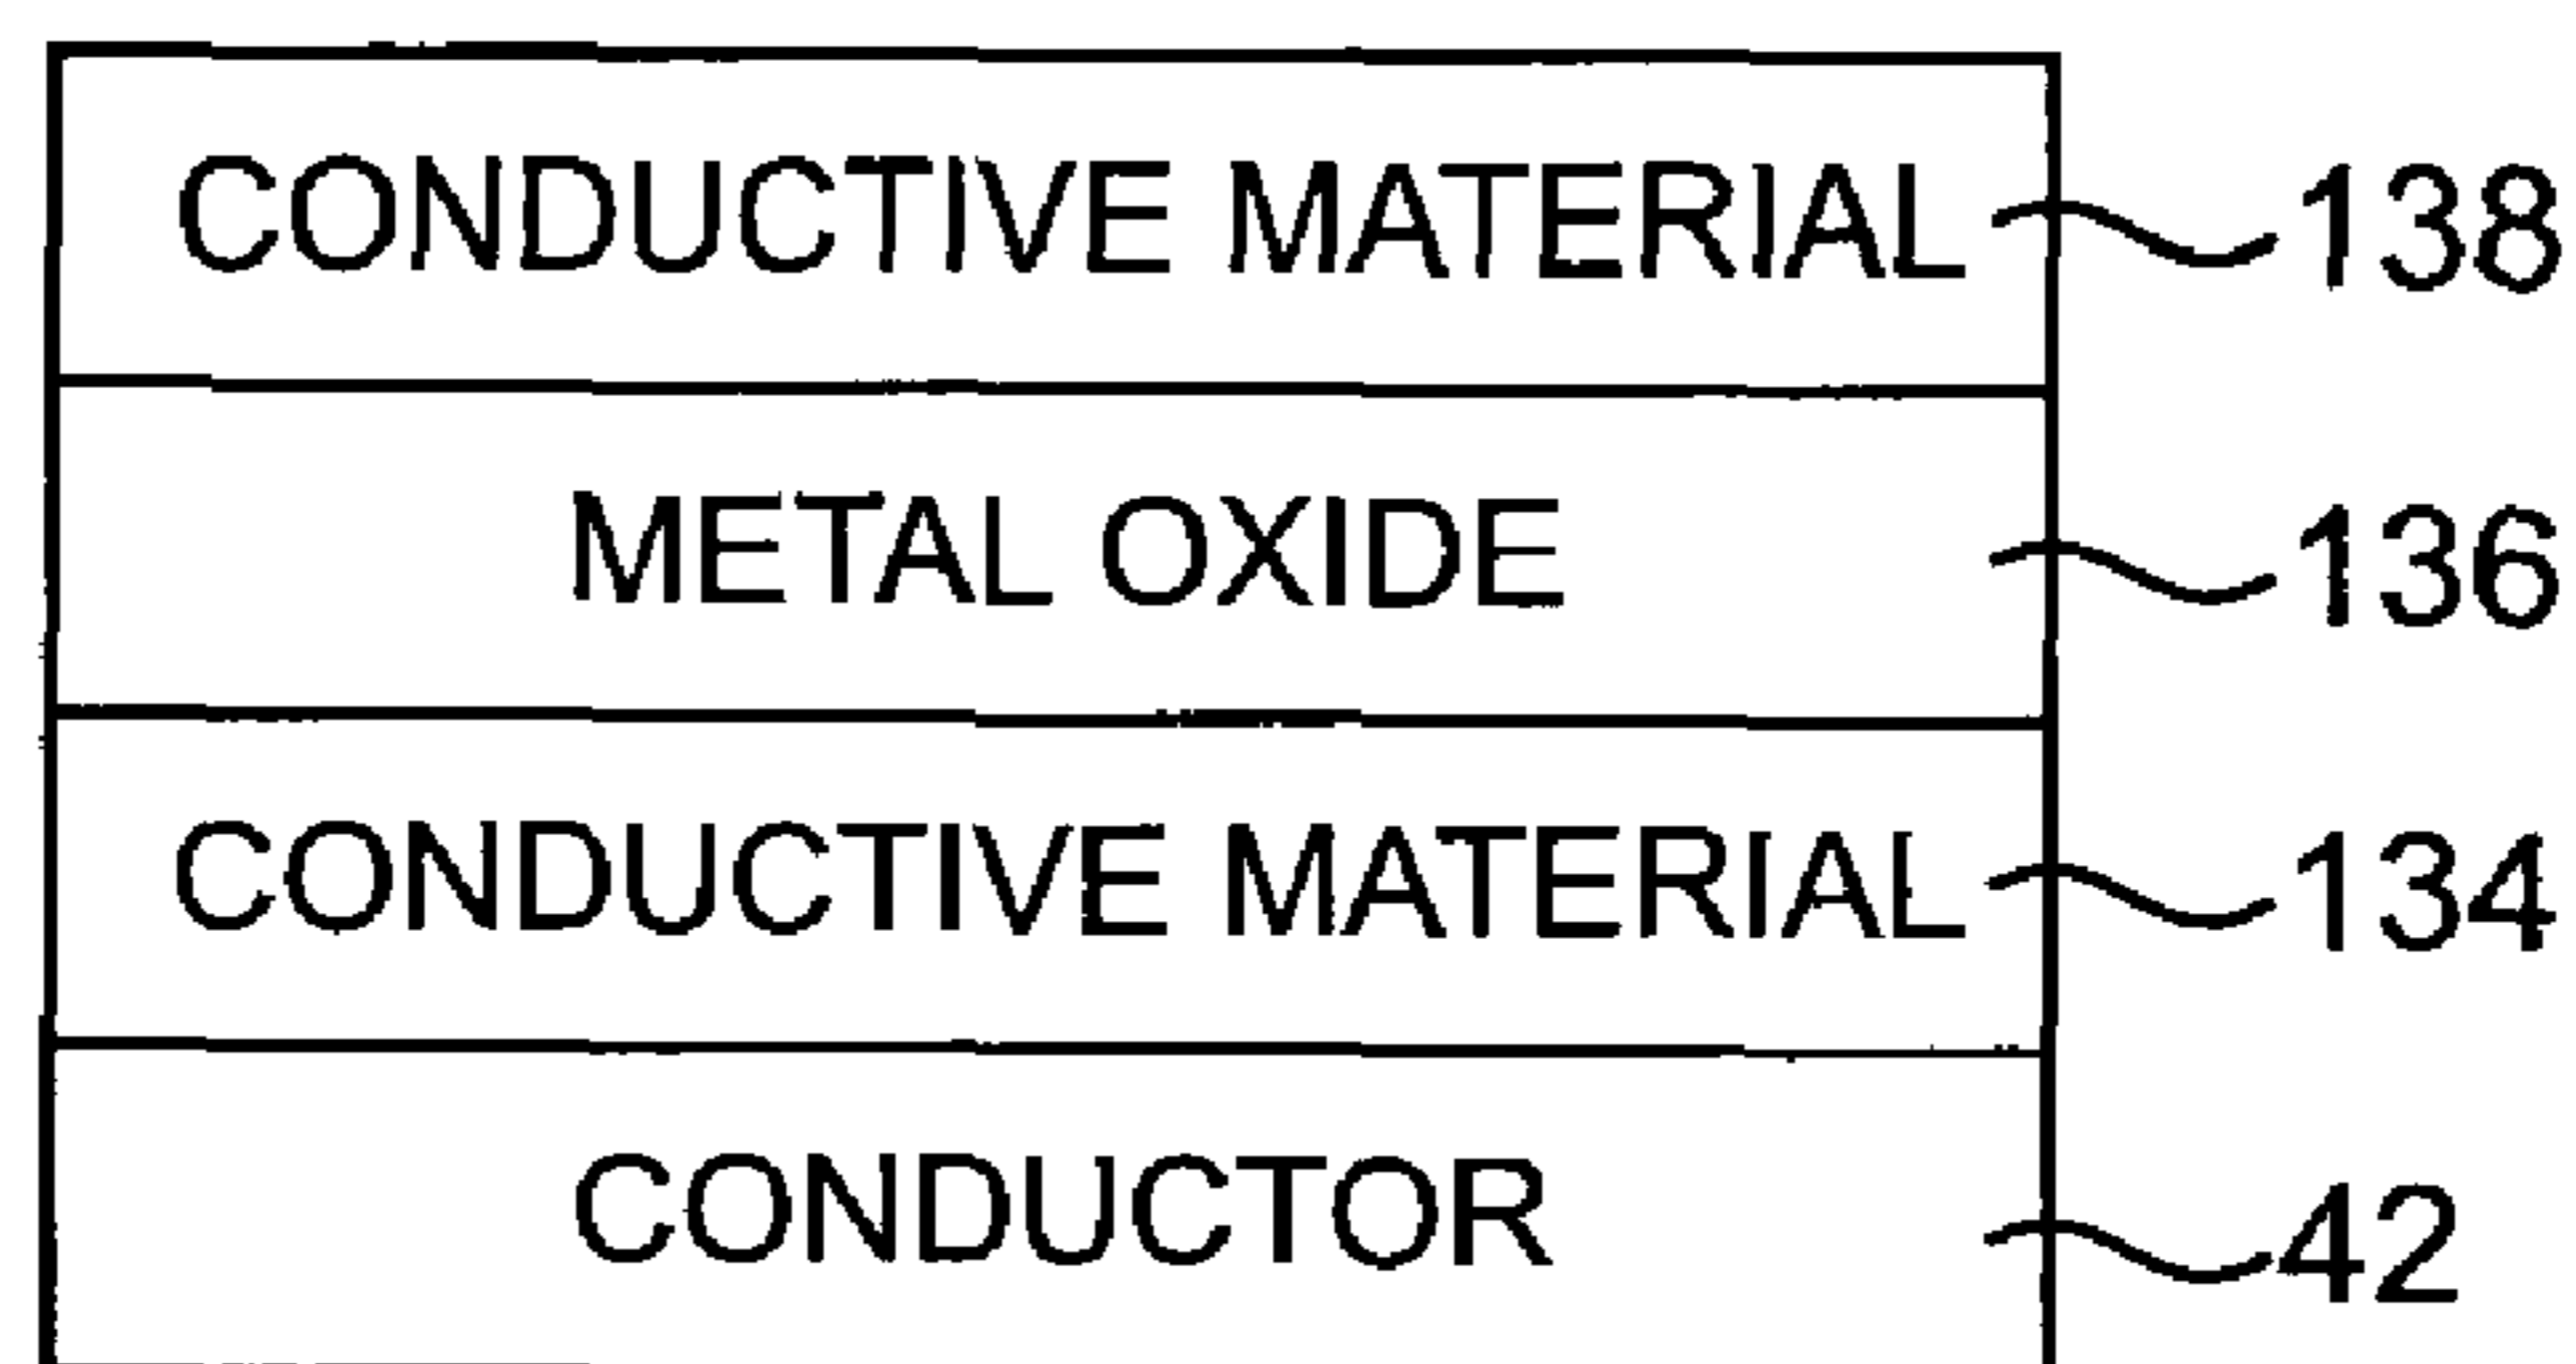 CONDUCTIVE MATERIAL 138
METAL OXIDE 136
CONDUCTIVE MATERIAL 134
CONDUCTOR 42